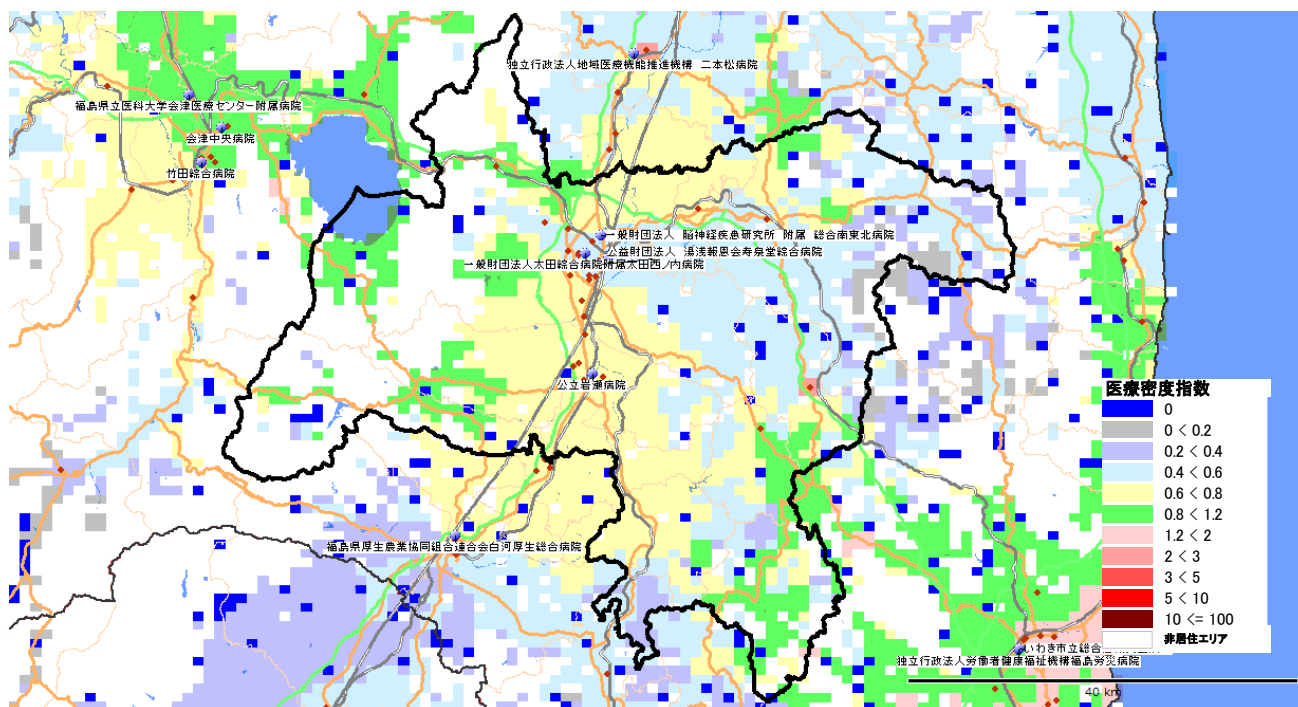 独立行政法人地域医療機能推進機構 二本松病院
福島県立医科大学会津医療センター附属病院
会津中央病院
竹田綜合病院
一般財団法人 脳神経疾患研究所 附属 総合南東北病院
公益財団法人 湯浅報恩会寿泉堂綜合病院
一般財団法人太田綜合病院附属太田西ノ内病院
公立岩瀬病院
医療密度指数
0
0 < 0.2
0.2 < 0.4
0.4 < 0.6
0.6 < 0.8
0.8 < 1.2
1.2 < 2
2 < 3
3 < 5
5 < 10
10 <= 100
非居住エリア
福島県厚生農業協同組合連合会白河厚生総合病院
いわき市立総合
独立行政法人労働者健康福祉機構福島労災病院
40 km